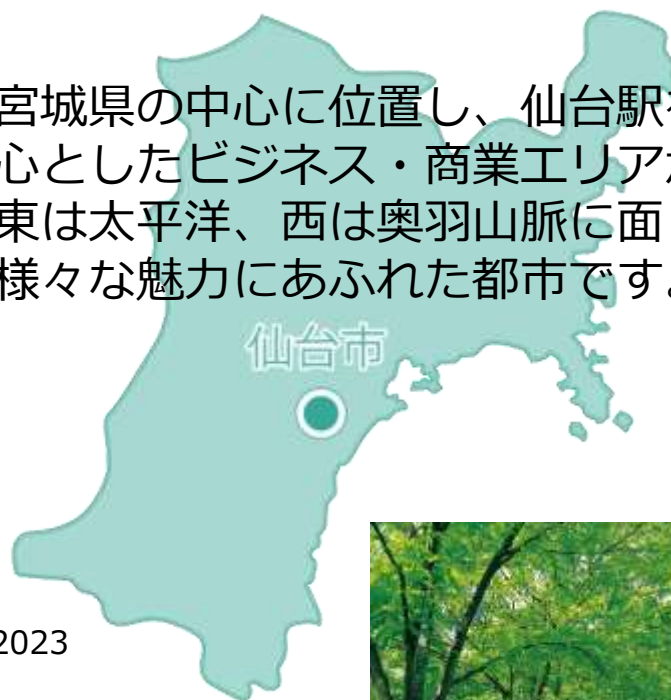 宮城県の中心に位置し、仙台駅
心としたビジネス・商業エリア
東は太平洋、西は奥羽山脈に面
様々な魅力にあふれた都市です。
仙台市
2023